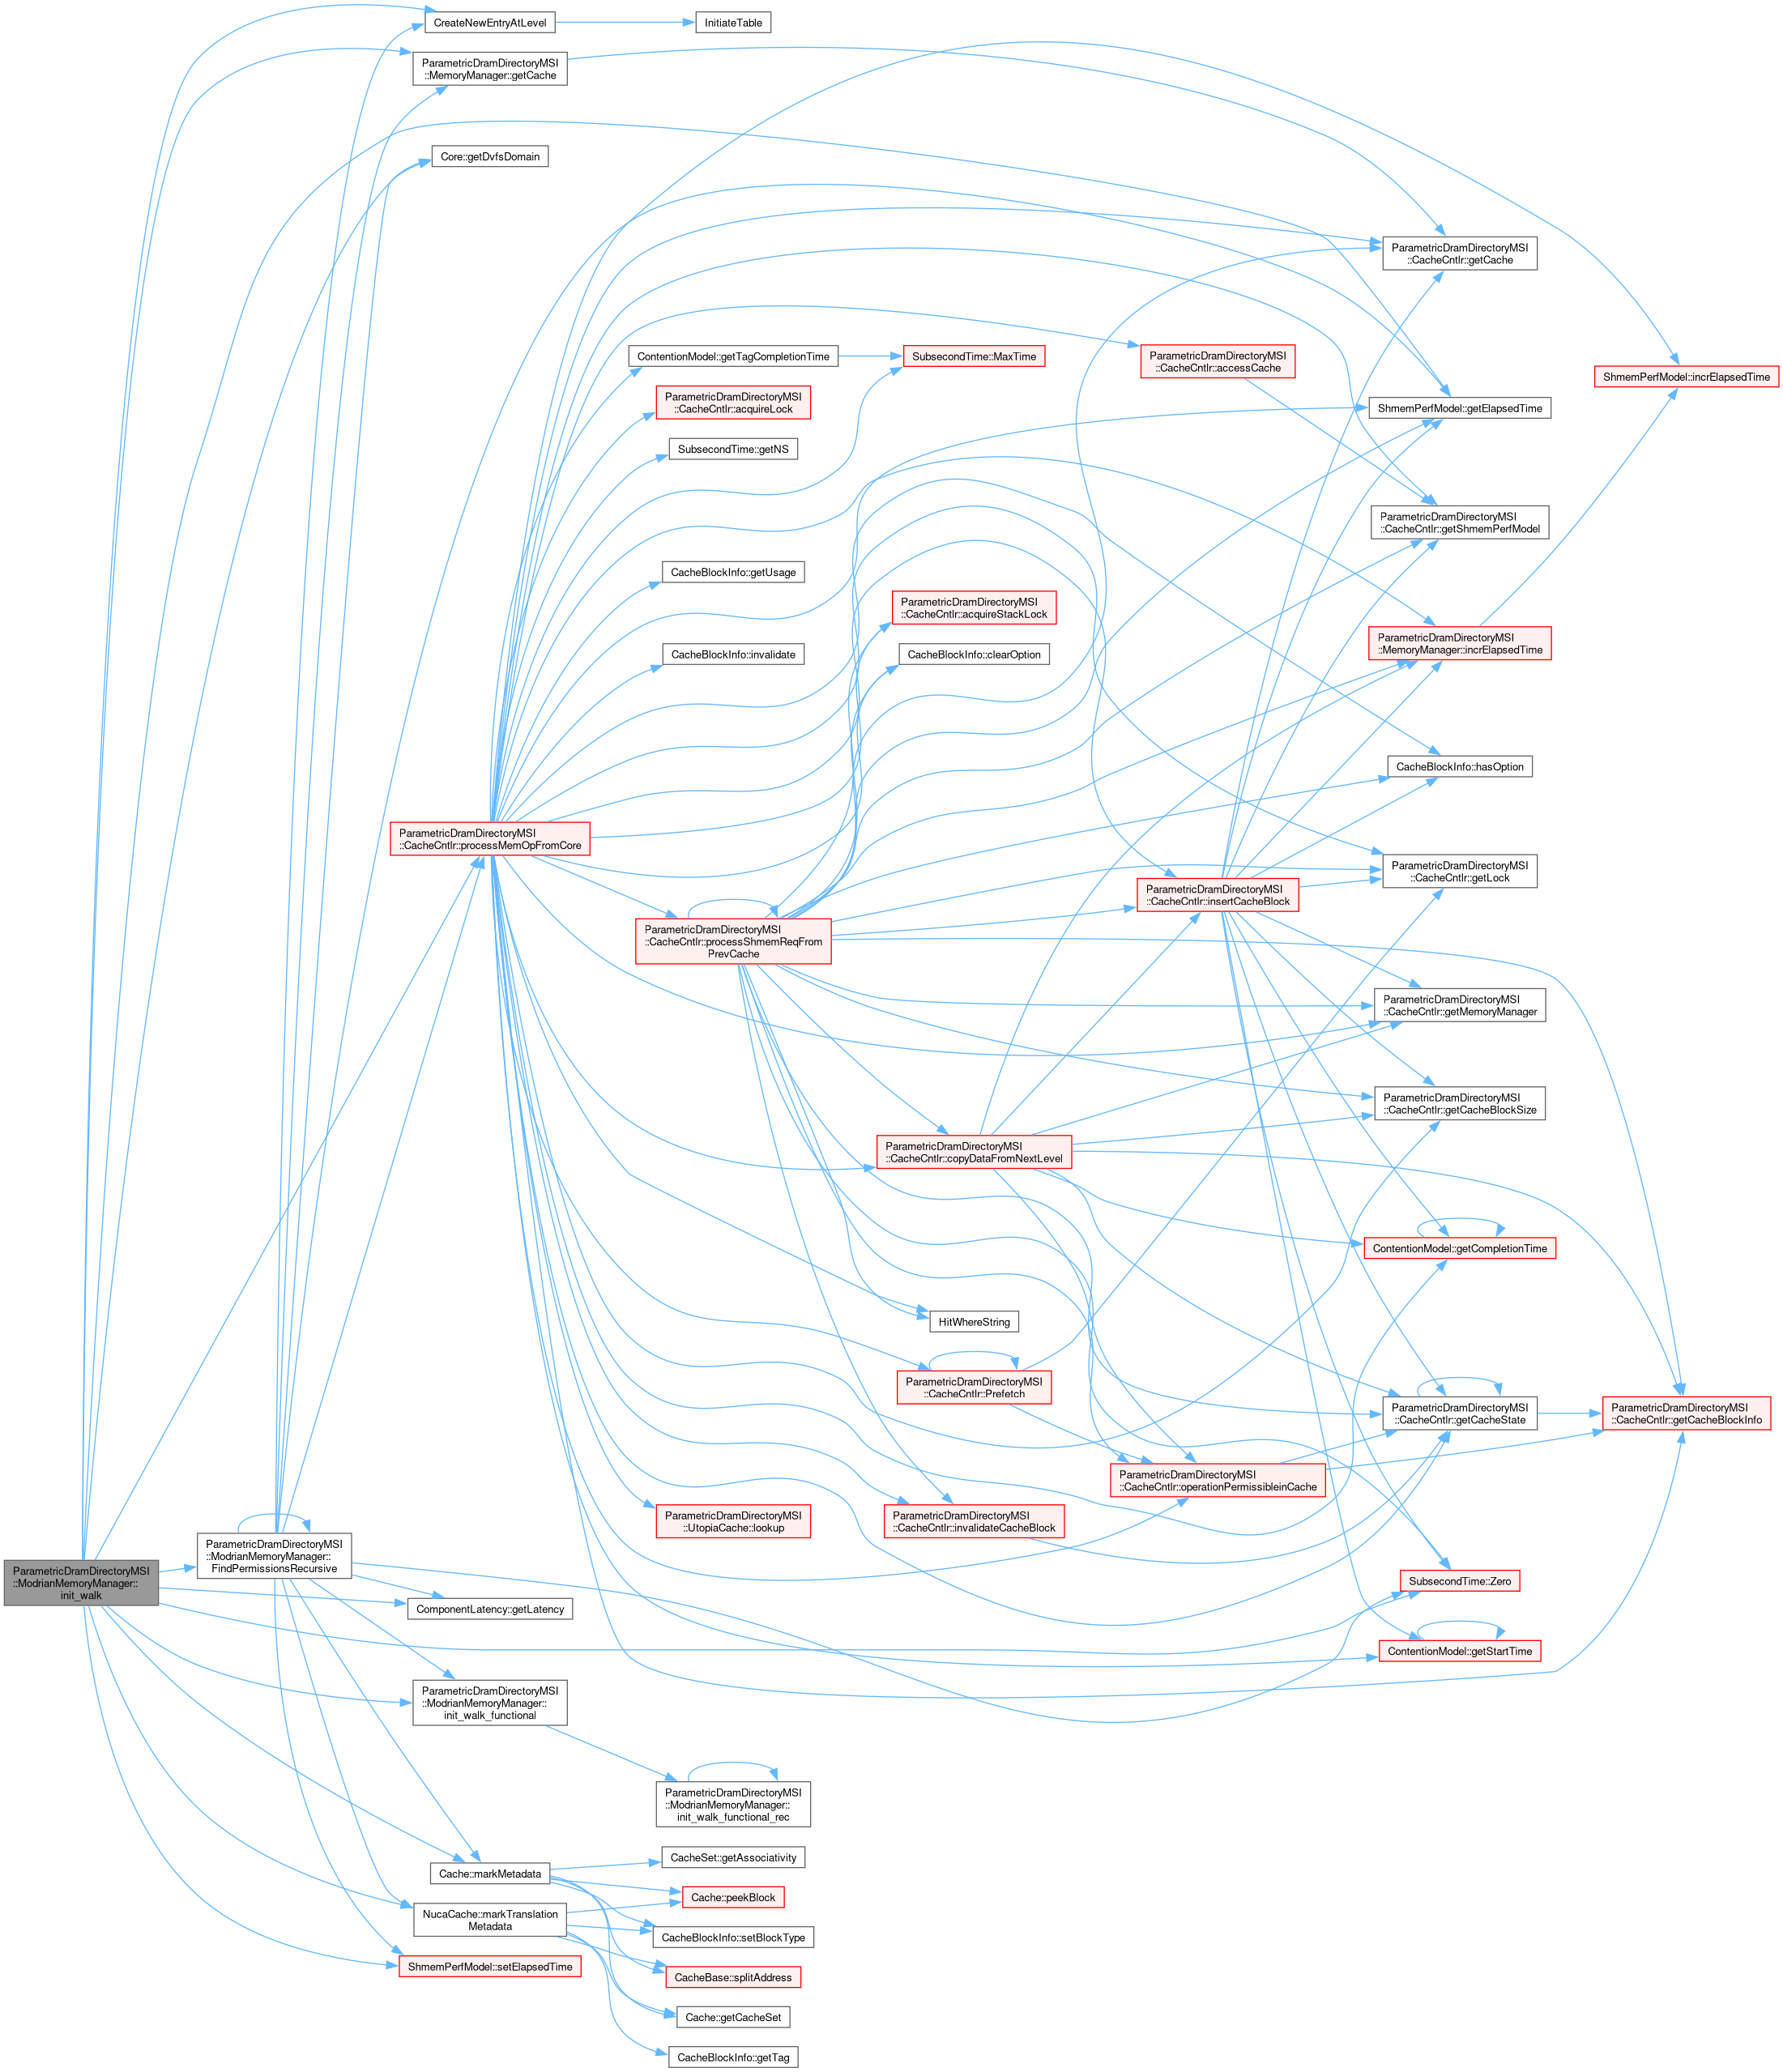 CreateNewEntryAtLevel
InitiateTable
ParametricDramDirectoryMSI
::MemoryManager::getCache
Core::getDvfsDomain
ParametricDramDirectoryMSI
::CacheCntlr::getCache
ContentionModel::getTagCompletionTime
SubsecondTime::MaxTime
ParametricDramDirectoryMSI
::CacheCntlr::accessCache
ShmemPerfModel::incrElapsedTime
ParametricDramDirectoryMSI
::CacheCntlr::acquireLock
ShmemPerfModel::getElapsedTime
SubsecondTime::getNS
ParametricDramDirectoryMSI
::CacheCntlr::getShmemPerfModel
CacheBlockInfo::getUsage
ParametricDramDirectoryMSI
::CacheCntlr::acquireStackLock
CacheBlockInfo::invalidate
CacheBlockInfo::clearOption
ParametricDramDirectoryMSI
::MemoryManager::incrElapsedTime
CacheBlockInfo::hasOption
ParametricDramDirectoryMSI
::CacheCntlr::processMemOpFromCore
ParametricDramDirectoryMSI
::CacheCntlr::getLock
ParametricDramDirectoryMSI
::CacheCntlr::insertCacheBlock
ParametricDramDirectoryMSI
::CacheCntlr::processShmemReqFrom
PrevCache
ParametricDramDirectoryMSI
::CacheCntlr::getMemoryManager
ParametricDramDirectoryMSI
::CacheCntlr::getCacheBlockSize
ParametricDramDirectoryMSI
::CacheCntlr::copyDataFromNextLevel
ContentionModel::getCompletionTime
HitWhereString
ParametricDramDirectoryMSI
::CacheCntlr::Prefetch
ParametricDramDirectoryMSI
::CacheCntlr::getCacheState
ParametricDramDirectoryMSI
::CacheCntlr::getCacheBlockInfo
ParametricDramDirectoryMSI
::CacheCntlr::operationPermissibleinCache
ParametricDramDirectoryMSI
::UtopiaCache::lookup
ParametricDramDirectoryMSI
::CacheCntlr::invalidateCacheBlock
ParametricDramDirectoryMSI
::ModrianMemoryManager::
FindPermissionsRecursive
ParametricDramDirectoryMSI
::ModrianMemoryManager::
init_walk
SubsecondTime::Zero
ComponentLatency::getLatency
ContentionModel::getStartTime
ParametricDramDirectoryMSI
::ModrianMemoryManager::
init_walk_functional
ParametricDramDirectoryMSI
::ModrianMemoryManager::
init_walk_functional_rec
CacheSet::getAssociativity
Cache::markMetadata
Cache::peekBlock
NucaCache::markTranslation
Metadata
CacheBlockInfo::setBlockType
ShmemPerfModel::setElapsedTime
CacheBase::splitAddress
Cache::getCacheSet
CacheBlockInfo::getTag